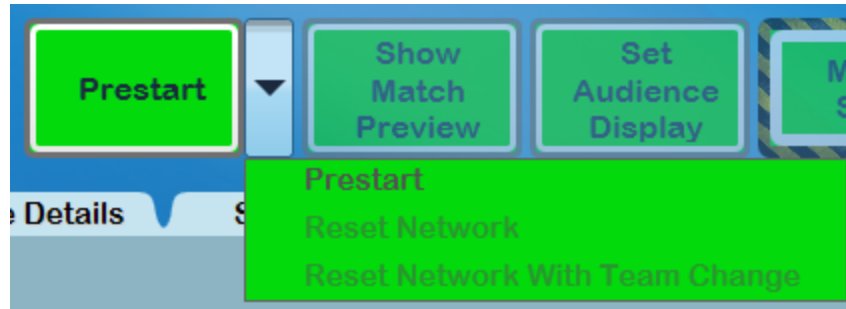 Prestart
Show
Match
Preview
Set
Audience
Display
Prestart
Reset Network
Reset Network With Team Change
Details